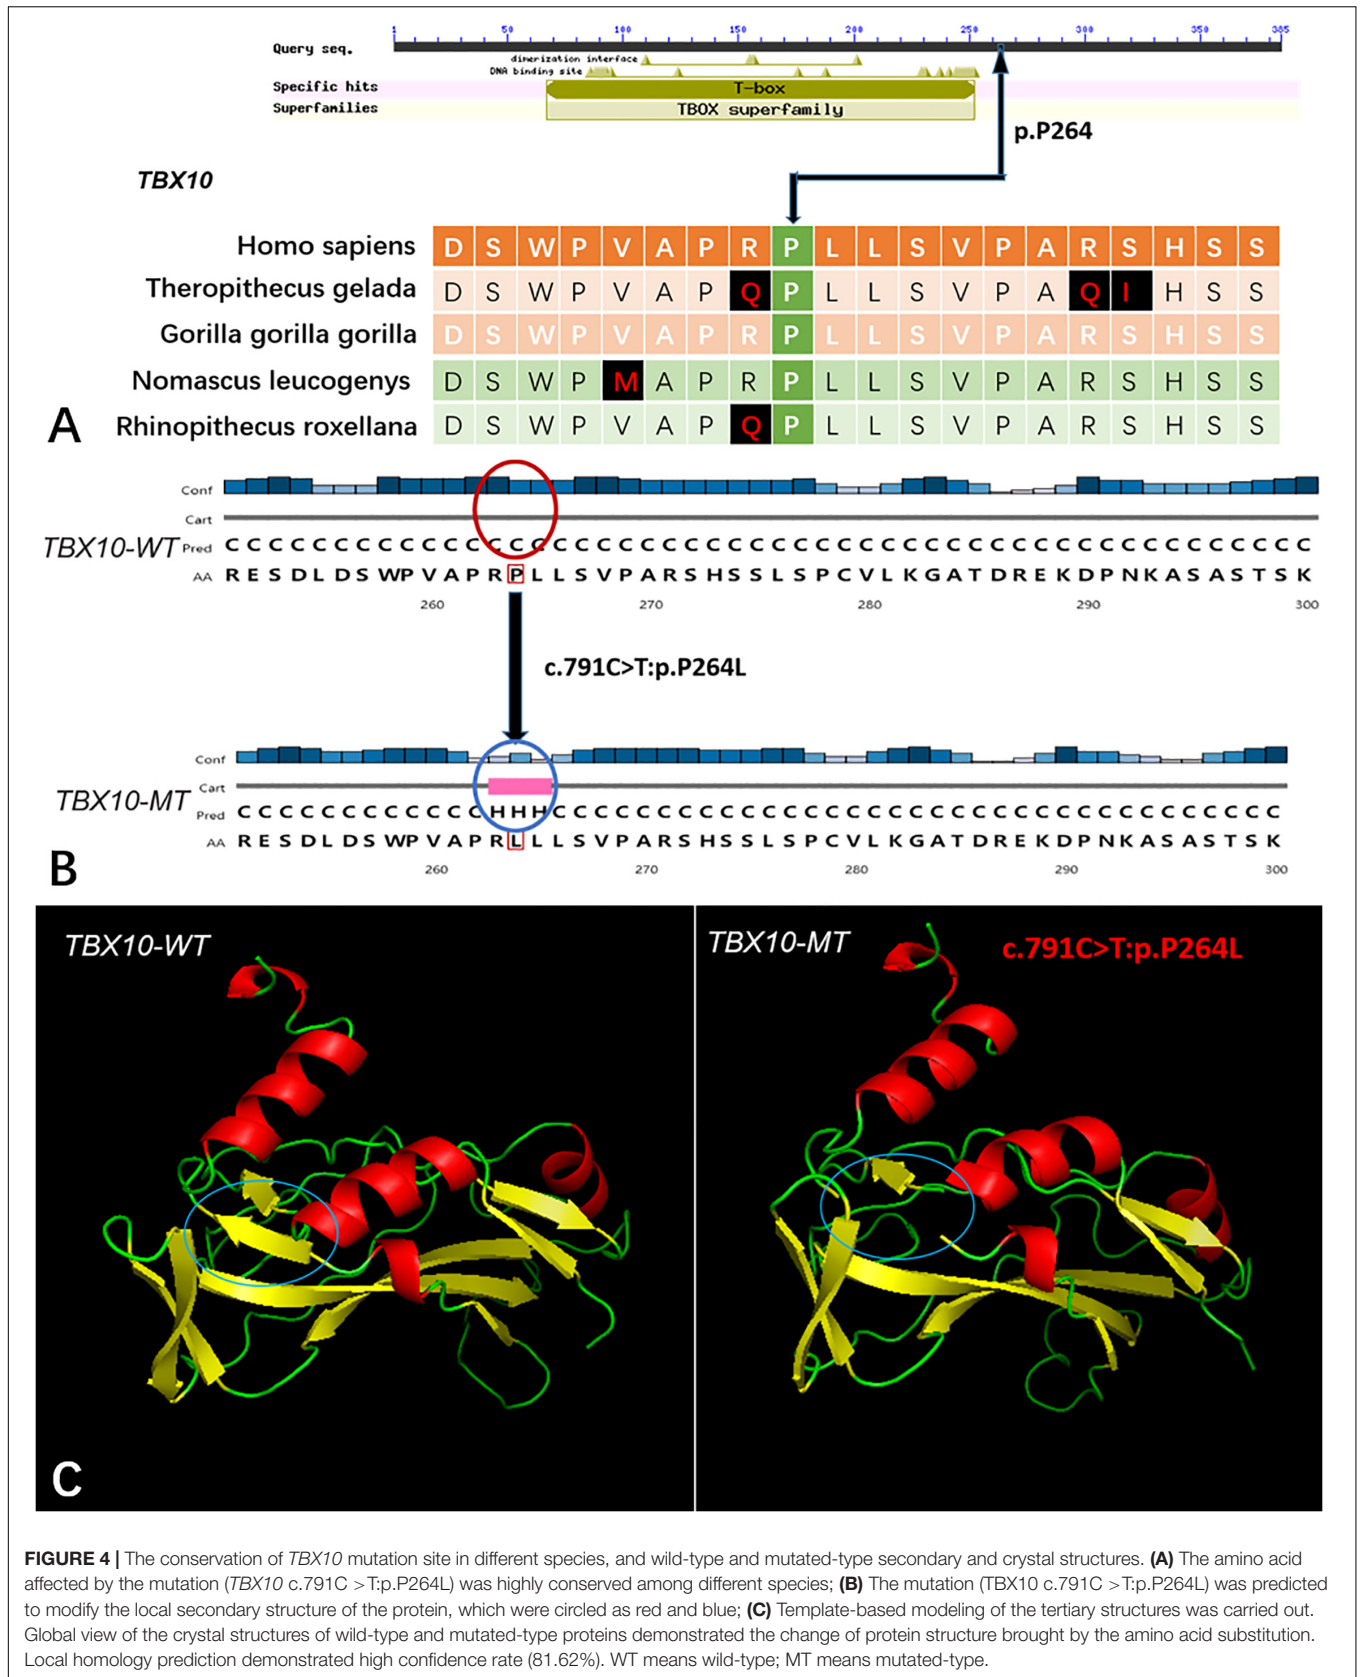 1 50 100 150 200 250 300 350 385
Query seq.
dimerization interface
DNA binding site
Specific hits T-box
Superfamilies TBOX superfamily
p.P264
TBX10
Homo sapiens D S W P V A P R P L L S V P A R S H S S
Theropithecus gelada D S W P V A P Q P L L S V P A Q I H S S
Gorilla gorilla gorilla D S W P V A P R P L L S V P A R S H S S
Nomascus leucogenys D S W P M A P R P L L S V P A R S H S S
A Rhinopithecus roxellana D S W P V A P Q P L L S V P A R S H S S
Conf
Cart
TBX10-WT Pred C C C C C C C C C C C C C C C C C C C C C C C C C C C C C C C C C C C C C C C C C C C C C C C C C C
AA R E S D L D S W P V A P R P L L S V P A R S H S S L S P C V L K G A T D R E K D P N K A S A S T S K
260 270 280 290 300
c.791C>T:p.P264L
Conf
Cart
TBX10-MT
Pred C C C C C C C C C C C C H H H C C C C C C C C C C C C C C C C C C C C C C C C C C C C C C C C C C C
AA R E S D L D S W P V A P R L L L S V P A R S H S S L S P C V L K G A T D R E K D P N K A S A S T S K
B 260 270 280 290 300
TBX10-WT
TBX10-MT c.791C>T:p.P264L
C
FIGURE 4 | The conservation of TBX10 mutation site in different species, and wild-type and mutated-type secondary and crystal structures. (A) The amino acid
affected by the mutation (TBX10 c.791C >T:p.P264L) was highly conserved among different species; (B) The mutation (TBX10 c.791C >T:p.P264L) was predicted
to modify the local secondary structure of the protein, which were circled as red and blue; (C) Template-based modeling of the tertiary structures was carried out.
Global view of the crystal structures of wild-type and mutated-type proteins demonstrated the change of protein structure brought by the amino acid substitution.
Local homology prediction demonstrated high confidence rate (81.62%). WT means wild-type; MT means mutated-type.